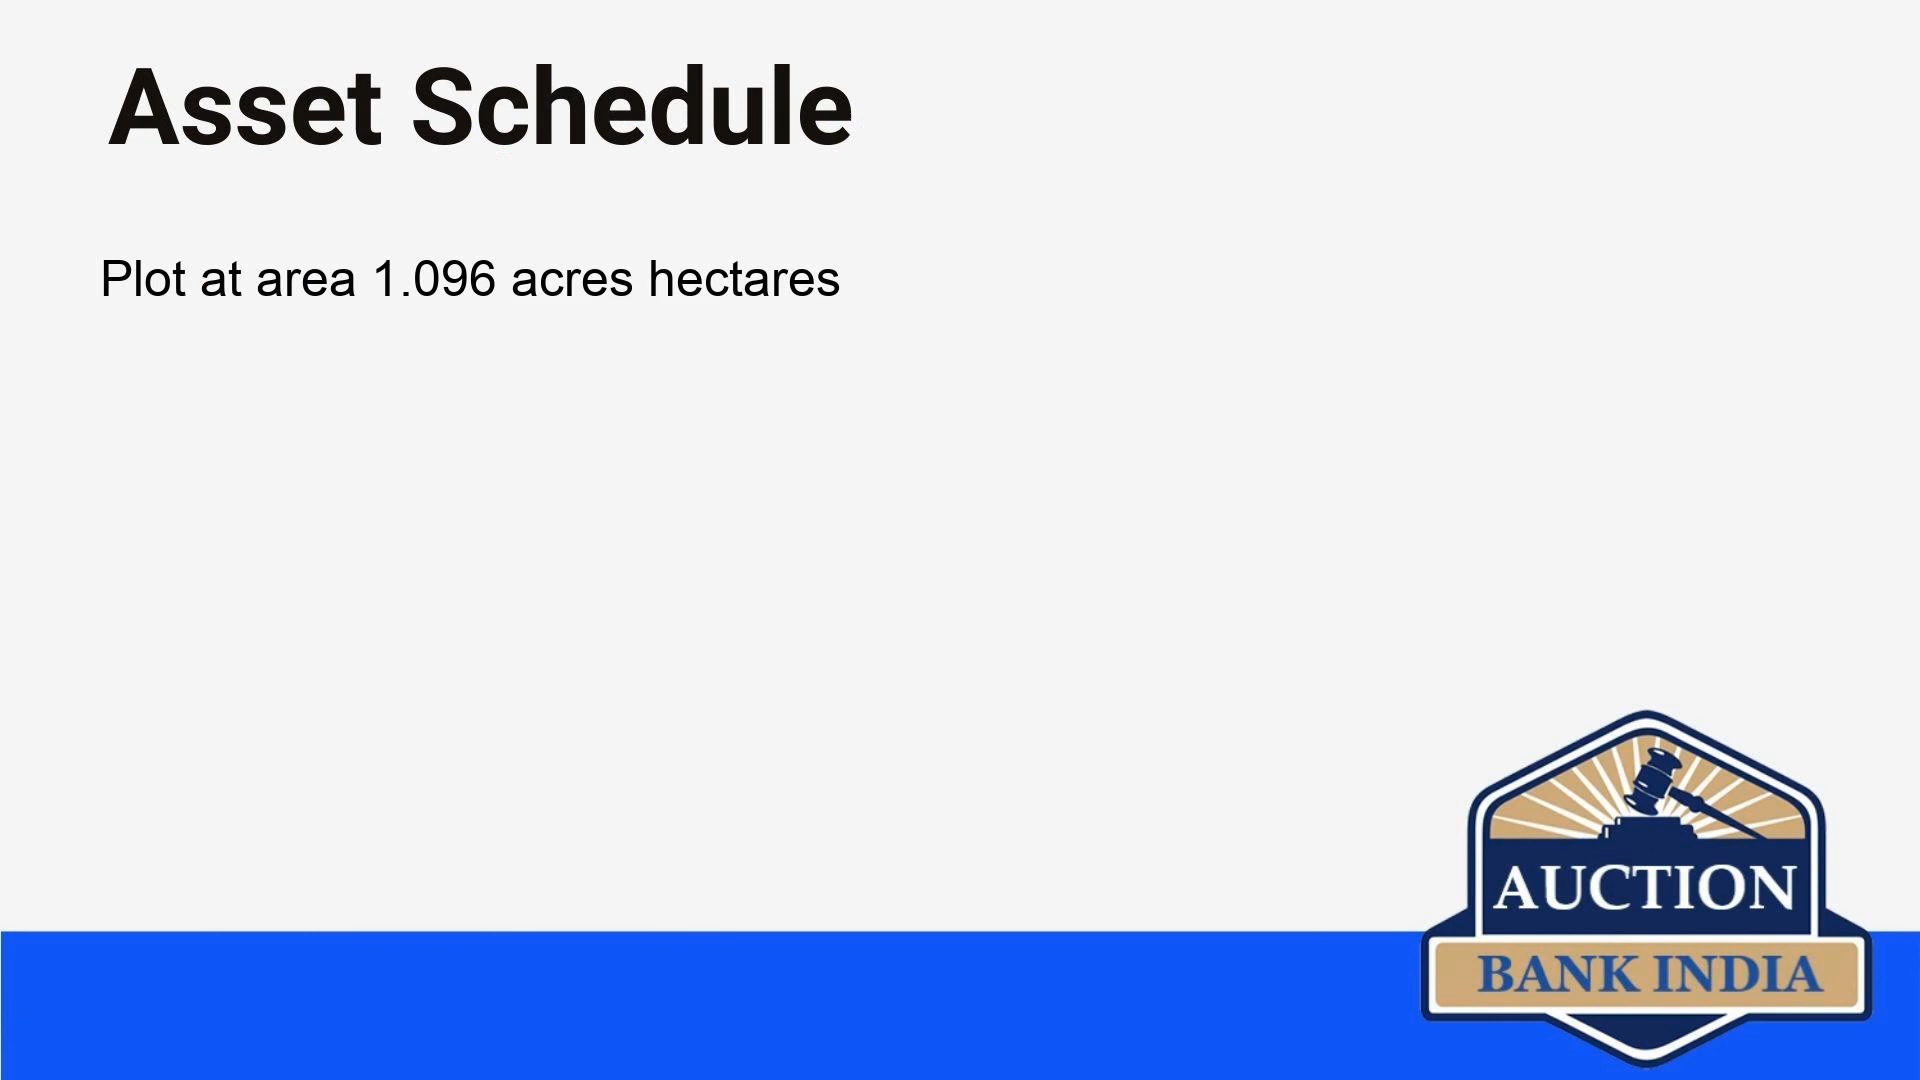 Asset Schedule
Plot at area 1.096 acres hectares
AUCTION
BANK INDIA